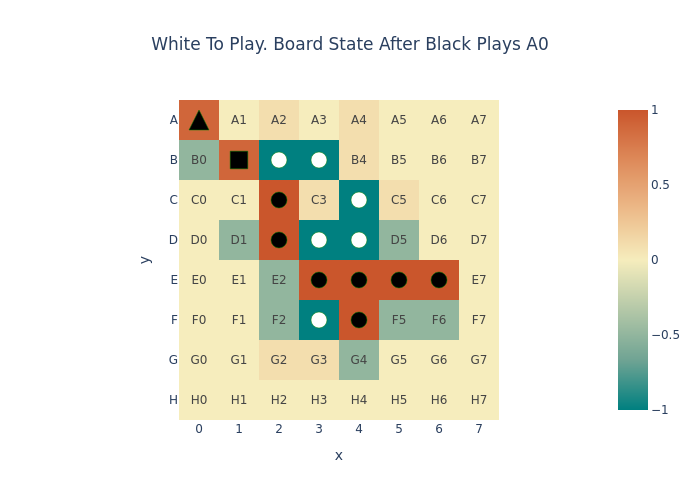 White To Play. Board State After Black Plays A0
A A1 A2 A3 A4 A5 A6 A7 1
B B0 B4 B5 B6 B7
C C0 C1 C3 C5 C6 C7 0.5
D D0 D1 D5 D6 D7
y
0
E E0 E1 E2 E7
F F0 F1 F2 F5 F6 F7 −0.5
G G0 G1 G2 G3 G4 G5 G6 G7
H H0 H1 H2 H3 H4 H5 H6 H7 −1
0 1 2 3 4 5 6 7
x